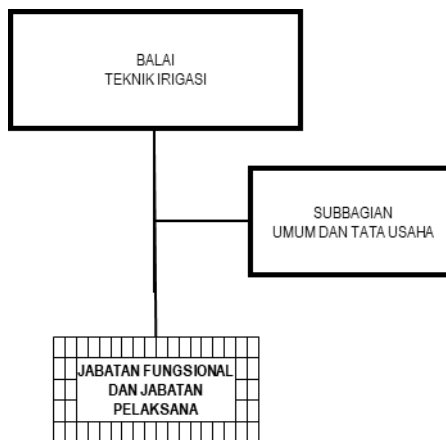 BALAI
TEKNIK IRIGASI
SUBBAGIAN
UMUM DAN TATA USAHA
JABATAN FUNGSIONAL
DAN JABATAN
PELAKSANA